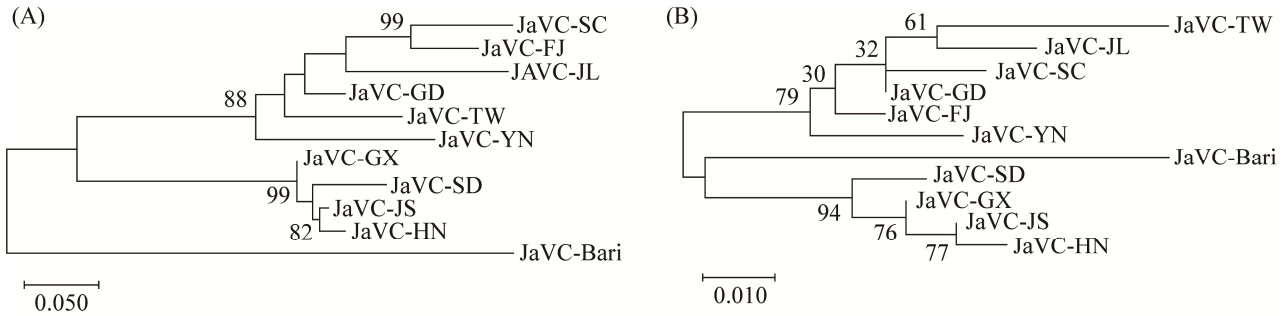 (A)
99
JaVC-SC
JaVC-FJ
JAVC-JL
JaVC-GD
88
JaVC-TW
JaVC-YN
JaVC-GX
99
JaVC-SD
JaVC-JS
82
JaVC-HN
JaVC-Bari
0.050
(B)
61
JaVC-TW
JaVC-JL
32
JaVC-SC
30
JaVC-GD
79
JaVC-FJ
JaVC-YN
JaVC-Bari
JaVC-SD
94
JaVC-GX
76
JaVC-JS
77
JaVC-HN
0.010